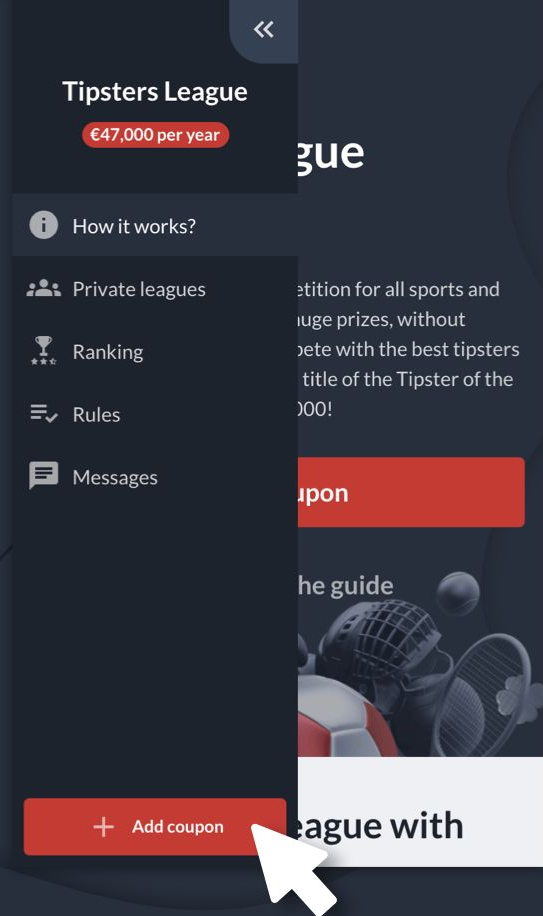 Tipsters League
€47,000 per year
How it works?
Private leagues
Ranking
Rules
Messages
Add coupon
gue
etition for all sports and
huge prizes, without
pete with the best tipsters
title of the Tipster of the
000!
upon
he guide
eague with